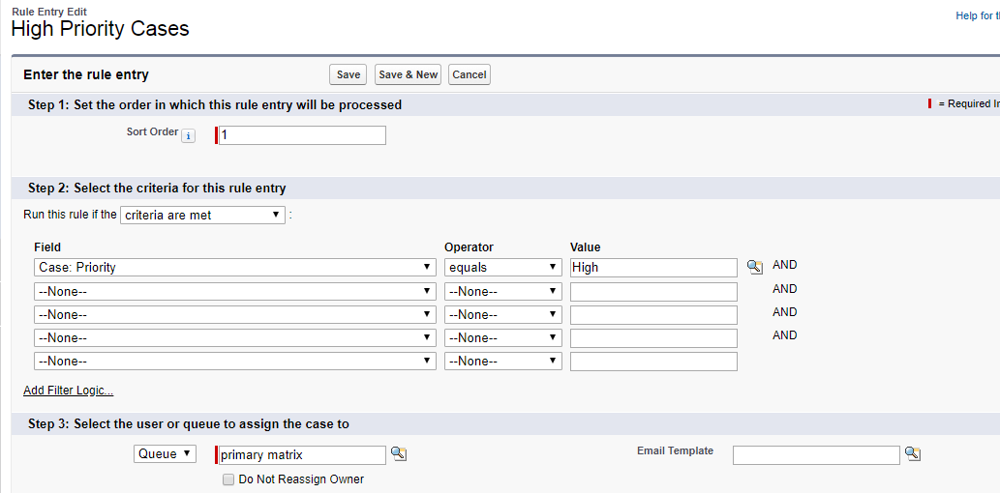 Rule Entry Edit
High Priority Cases
Help for t
Enter the rule entry
Save
Save & New
Cancel
Step 1: Set the order in which this rule entry will be processed
= Required In
Sort Order i
1
Step 2: Select the criteria for this rule entry
Run this rule if the criteria are met :
Field Operator Value
Case: Priority equals High AND
--None-- --None-- AND
--None-- --None-- AND
--None-- --None-- AND
--None-- --None--
Add Filter Logic...
Step 3: Select the user or queue to assign the case to
Queue primary matrix Email Template
Do Not Reassign Owner